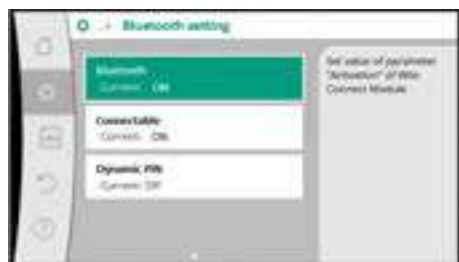 Bluetooth setting
Bluetooth
Current: ON
Connectable
Current: ON
Dynamic PIN
Current: Off
Set value of parameter
"Activation" of Wilo
Connect Module